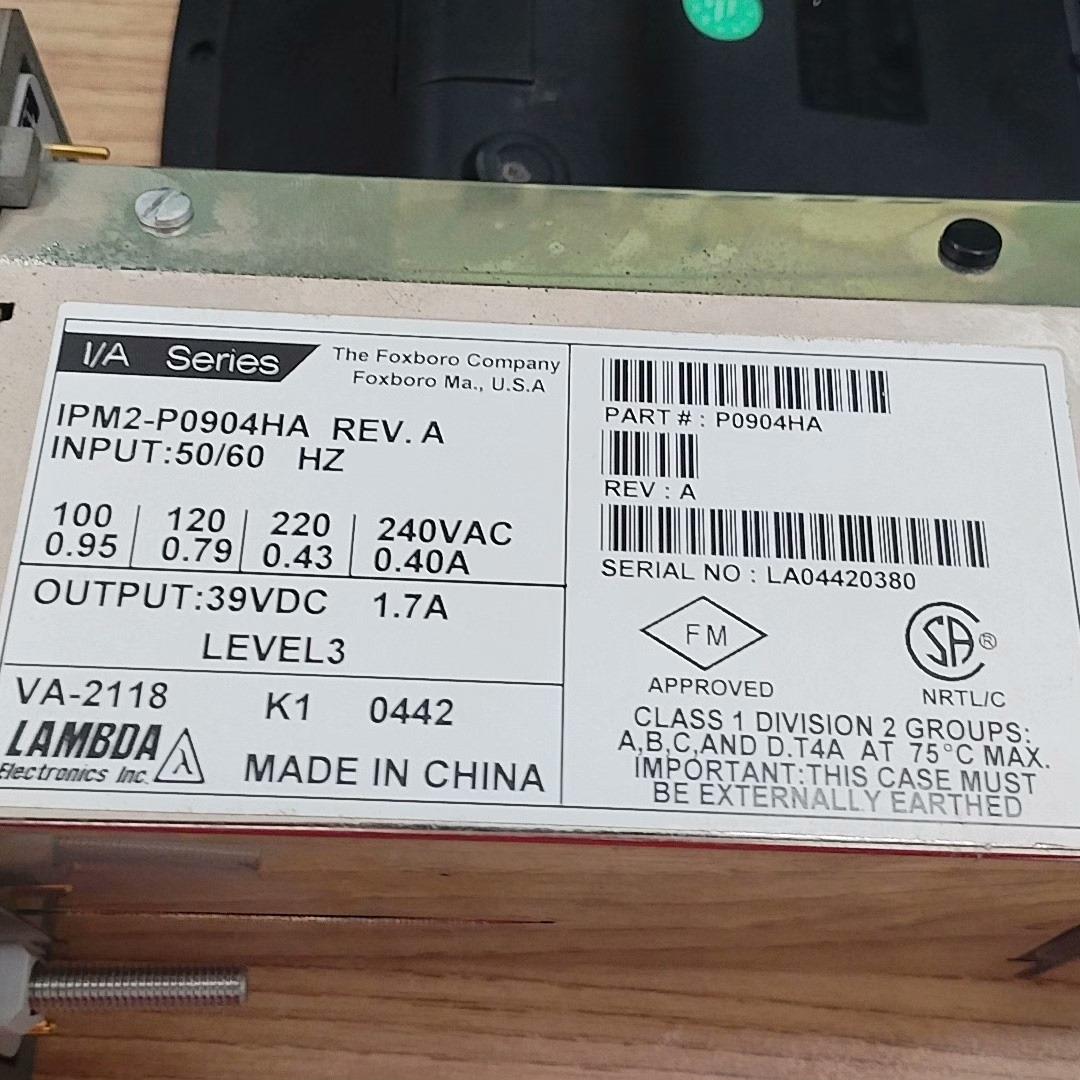 I/A Series
The Foxboro Company
Foxboro Ma., U.S.A
IPM2-P0904HA REV. A
INPUT:50/60 HZ
100 | 120 | 220 | 240VAC
0.95 | 0.79 | 0.43 | 0.40A
OUTPUT:39VDC 1.7A
LEVEL3
VA-2118 K1 0442
LAMBDA
Electronics Inc.
MADE IN CHINA
PART # : P0904HA
REV : A
SERIAL NO : LA04420380
FM
APPROVED
SA ®
NRTL/C
CLASS 1 DIVISION 2 GROUPS:
A,B,C,AND D.T4A AT 75°C MAX.
IMPORTANT:THIS CASE MUST
BE EXTERNALLY EARTHED